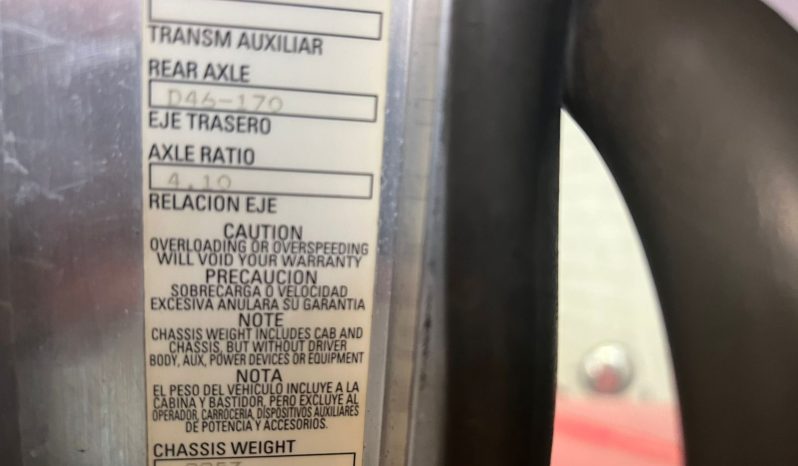 TRANSM AUXILIAR
REAR AXLE
D46-170
EJE TRASERO
AXLE RATIO
4.10
RELACION EJE
CAUTION
OVERLOADING OR OVERSPEEDING
WILL VOID YOUR WARRANTY
PRECAUCION
SOBRECARGA O VELOCIDAD
EXCESIVA ANULARA SU GARANTIA
NOTE
CHASSIS WEIGHT INCLUDES CAB AND
CHASSIS, BUT WITHOUT DRIVER
BODY, AUX, POWER DEVICES OR EQUIPMENT
NOTA
EL PESO DEL VEHICULO INCLUYE A LA
CABINA Y BASTIDOR, PERO EXCLUYE AL
OPERADOR, CARROCERIA, DISPOSITIVOS AUXILIARES
DE POTENCIA Y ACCESORIOS.
CHASSIS WEIGHT